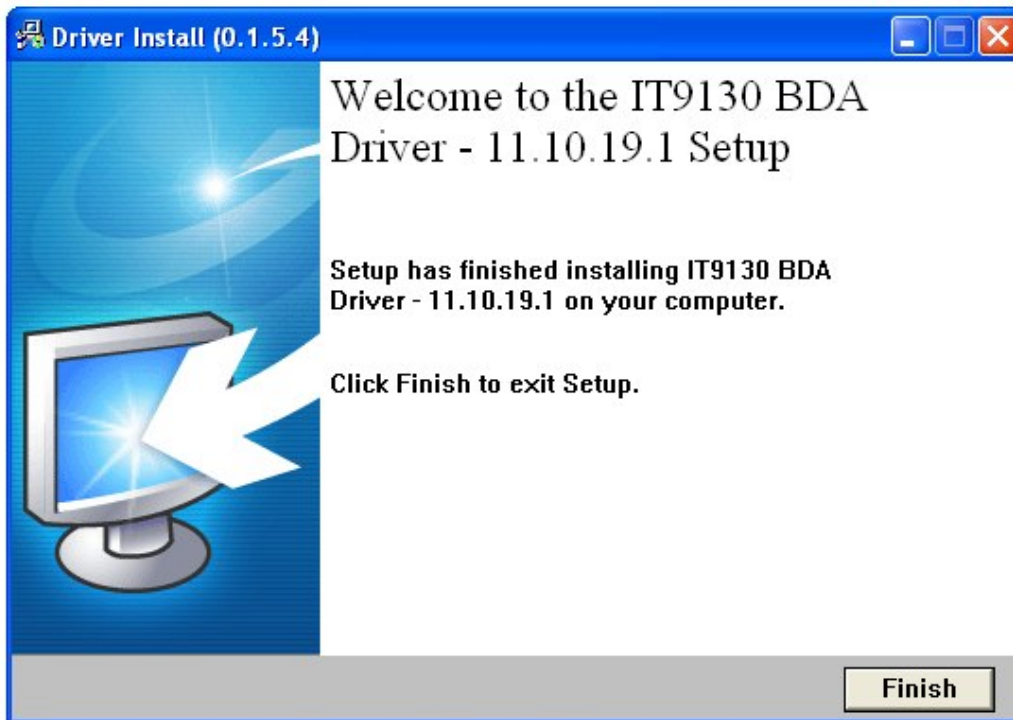 Driver Install (0.1.5.4)
Welcome to the IT9130 BDA
Driver - 11.10.19.1 Setup
Setup has finished installing IT9130 BDA
Driver - 11.10.19.1 on your computer.
Click Finish to exit Setup.
Finish